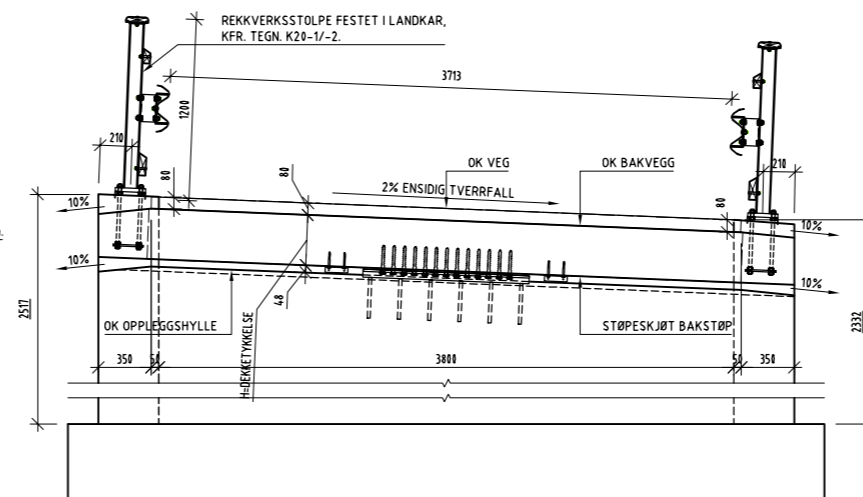 REKKVERKSSTOLPE FESTET I LANDKAR,
KFR. TEGN. K20-1/-2.
3713
1200
210
210
80
80
80
OK VEG
OK BAKVEGG
2% ENSIDIG TVERRFALL
10%
10%
10%
10%
2517
2332
48
OK OPPLEGGSHYLLE
STØPESKJØT BAKSTØP
H=DEKKETYKKELSE
350
50
3800
50
350